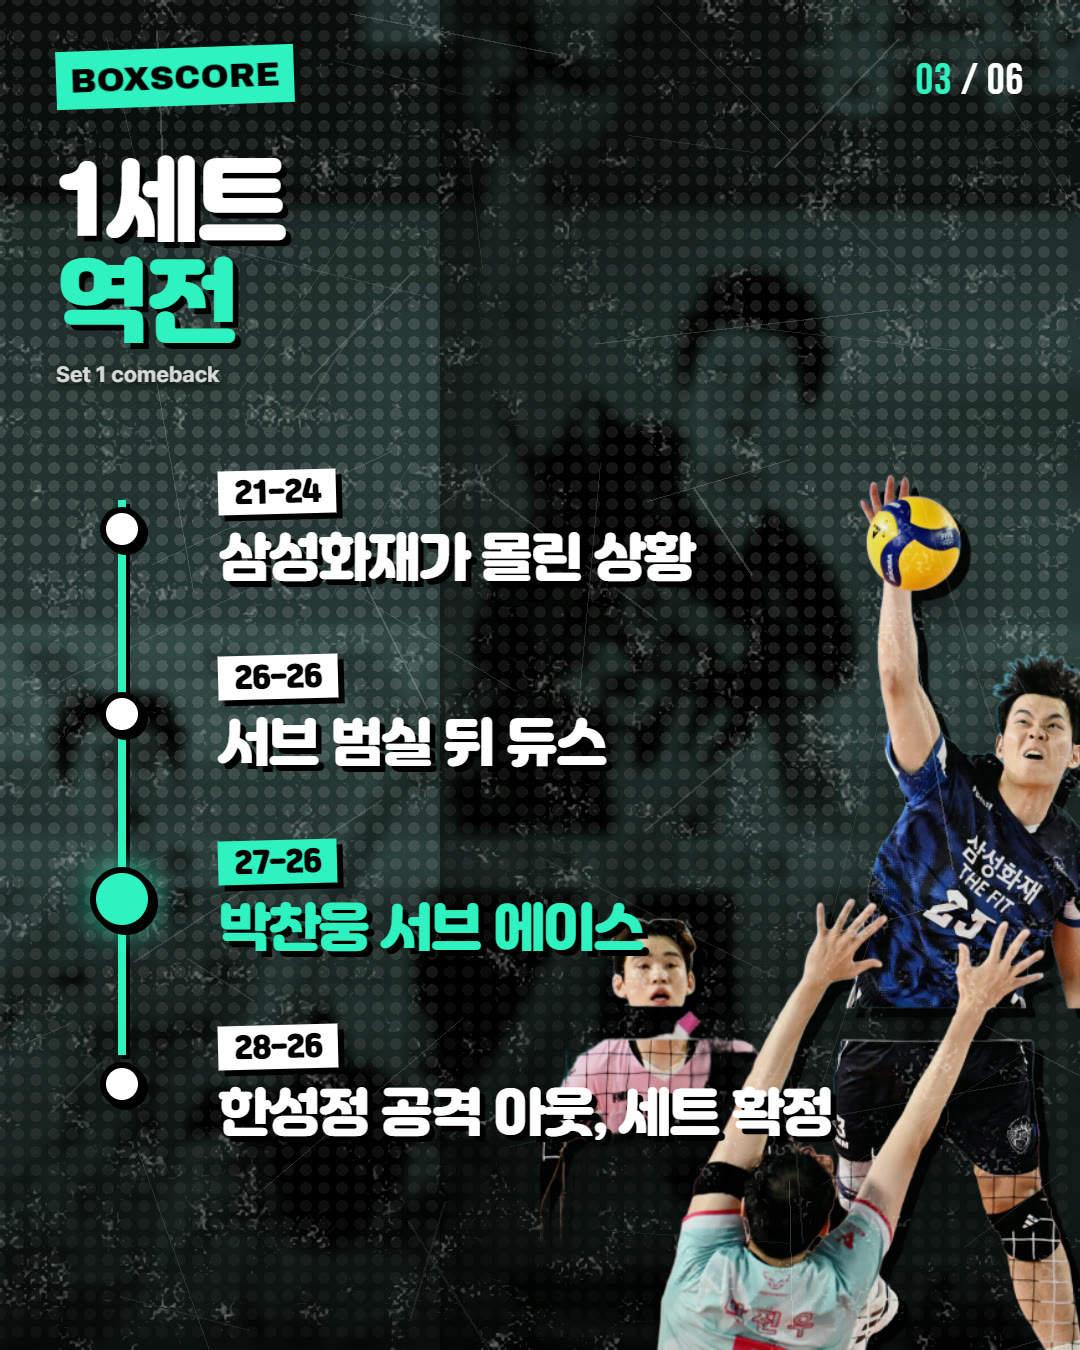 BOXSCORE
03 / 06
1세트
역전
Set 1 comeback
21-24
삼성화재가 몰린 상황
26-26
서브 범실 뒤 듀스
27-26
박찬웅 서브 에이스
28-26
한성정 공격 아웃, 세트 확정
삼성화재
THE FIT
25